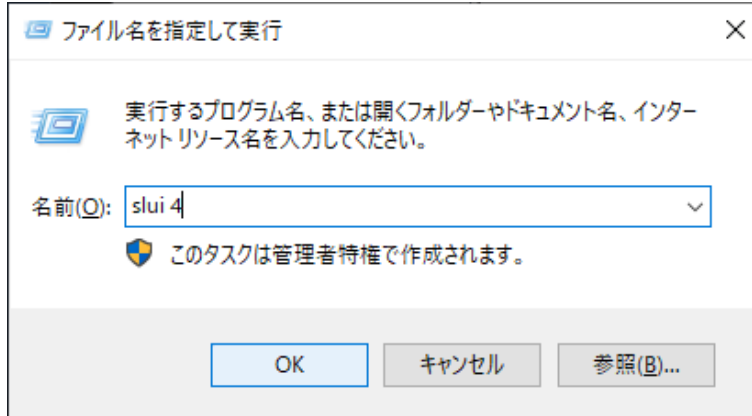 ファイル名を指定して実行
実行するプログラム名、または開くフォルダーやドキュメント名、インター
ネット リソース名を入力してください。
名前(O): slui 4
このタスクは管理者特権で作成されます。
OK キャンセル 参照(B)...